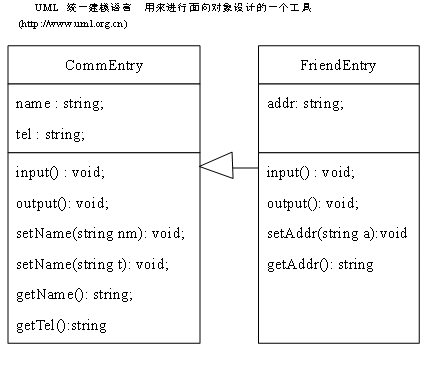 UML 统一建模语言 用来进行面向对象设计的一个工具
(http://www.uml.org.cn)
CommEntry
name : string;
tel : string;
input() : void;
output(): void;
setName(string nm): void;
setName(string t): void;
getName(): string;
getTel():string
FriendEntry
addr: string;
input() : void;
output(): void;
setAddr(string a):void
getAddr(): string